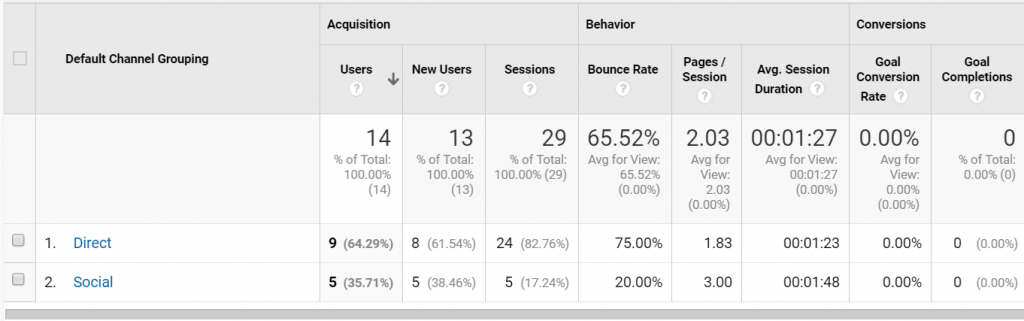 Acquisition Behavior Conversions
Default Channel Grouping
Users ? New Users ? Sessions ? Bounce Rate ? Pages / Session ? Avg. Session Duration ? Goal Conversion Rate ? Goal Completions ?
14 13 29 65.52% 2.03 00:01:27 0.00% 0
% of Total: 100.00% (14)
% of Total: 100.00% (13)
% of Total: 100.00% (29)
Avg for View: 65.52% (0.00%)
Avg for View: 2.03 (0.00%)
Avg for View: 00:01:27 (0.00%)
Avg for View: 0.00% (0.00%)
% of Total: 0.00% (0)
1. Direct 9 (64.29%) 8 (61.54%) 24 (82.76%) 75.00% 1.83 00:01:23 0.00% 0 (0.00%)
2. Social 5 (35.71%) 5 (38.46%) 5 (17.24%) 20.00% 3.00 00:01:48 0.00% 0 (0.00%)